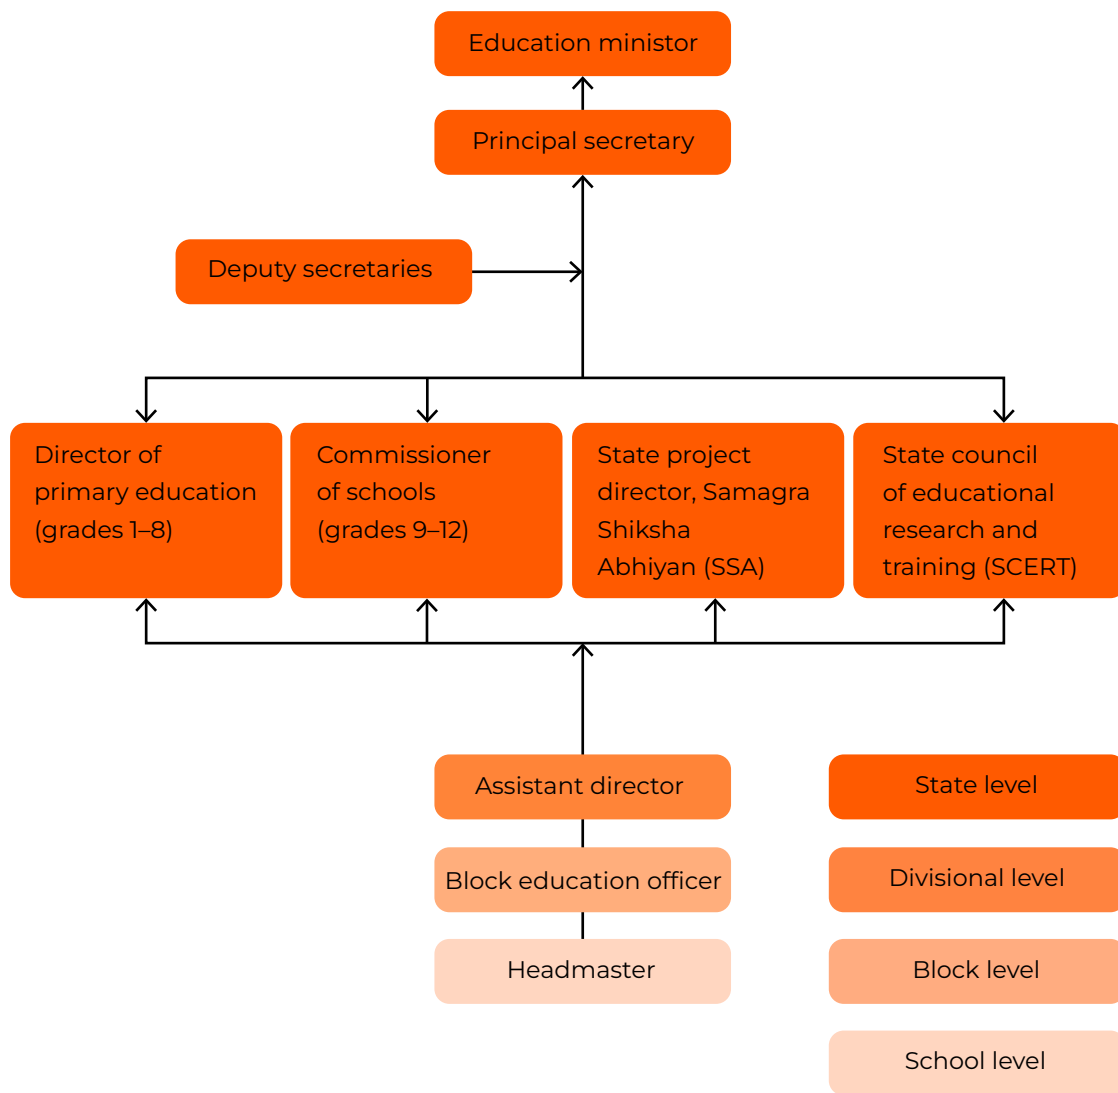 Education ministor
Principal secretary
Deputy secretaries
Director of
primary education
(grades 1–8)
Commissioner
of schools
(grades 9–12)
State project
director, Samagra
Shiksha
Abhiyan (SSA)
State council
of educational
research and
training (SCERT)
Assistant director
Block education officer
Headmaster
State level
Divisional level
Block level
School level